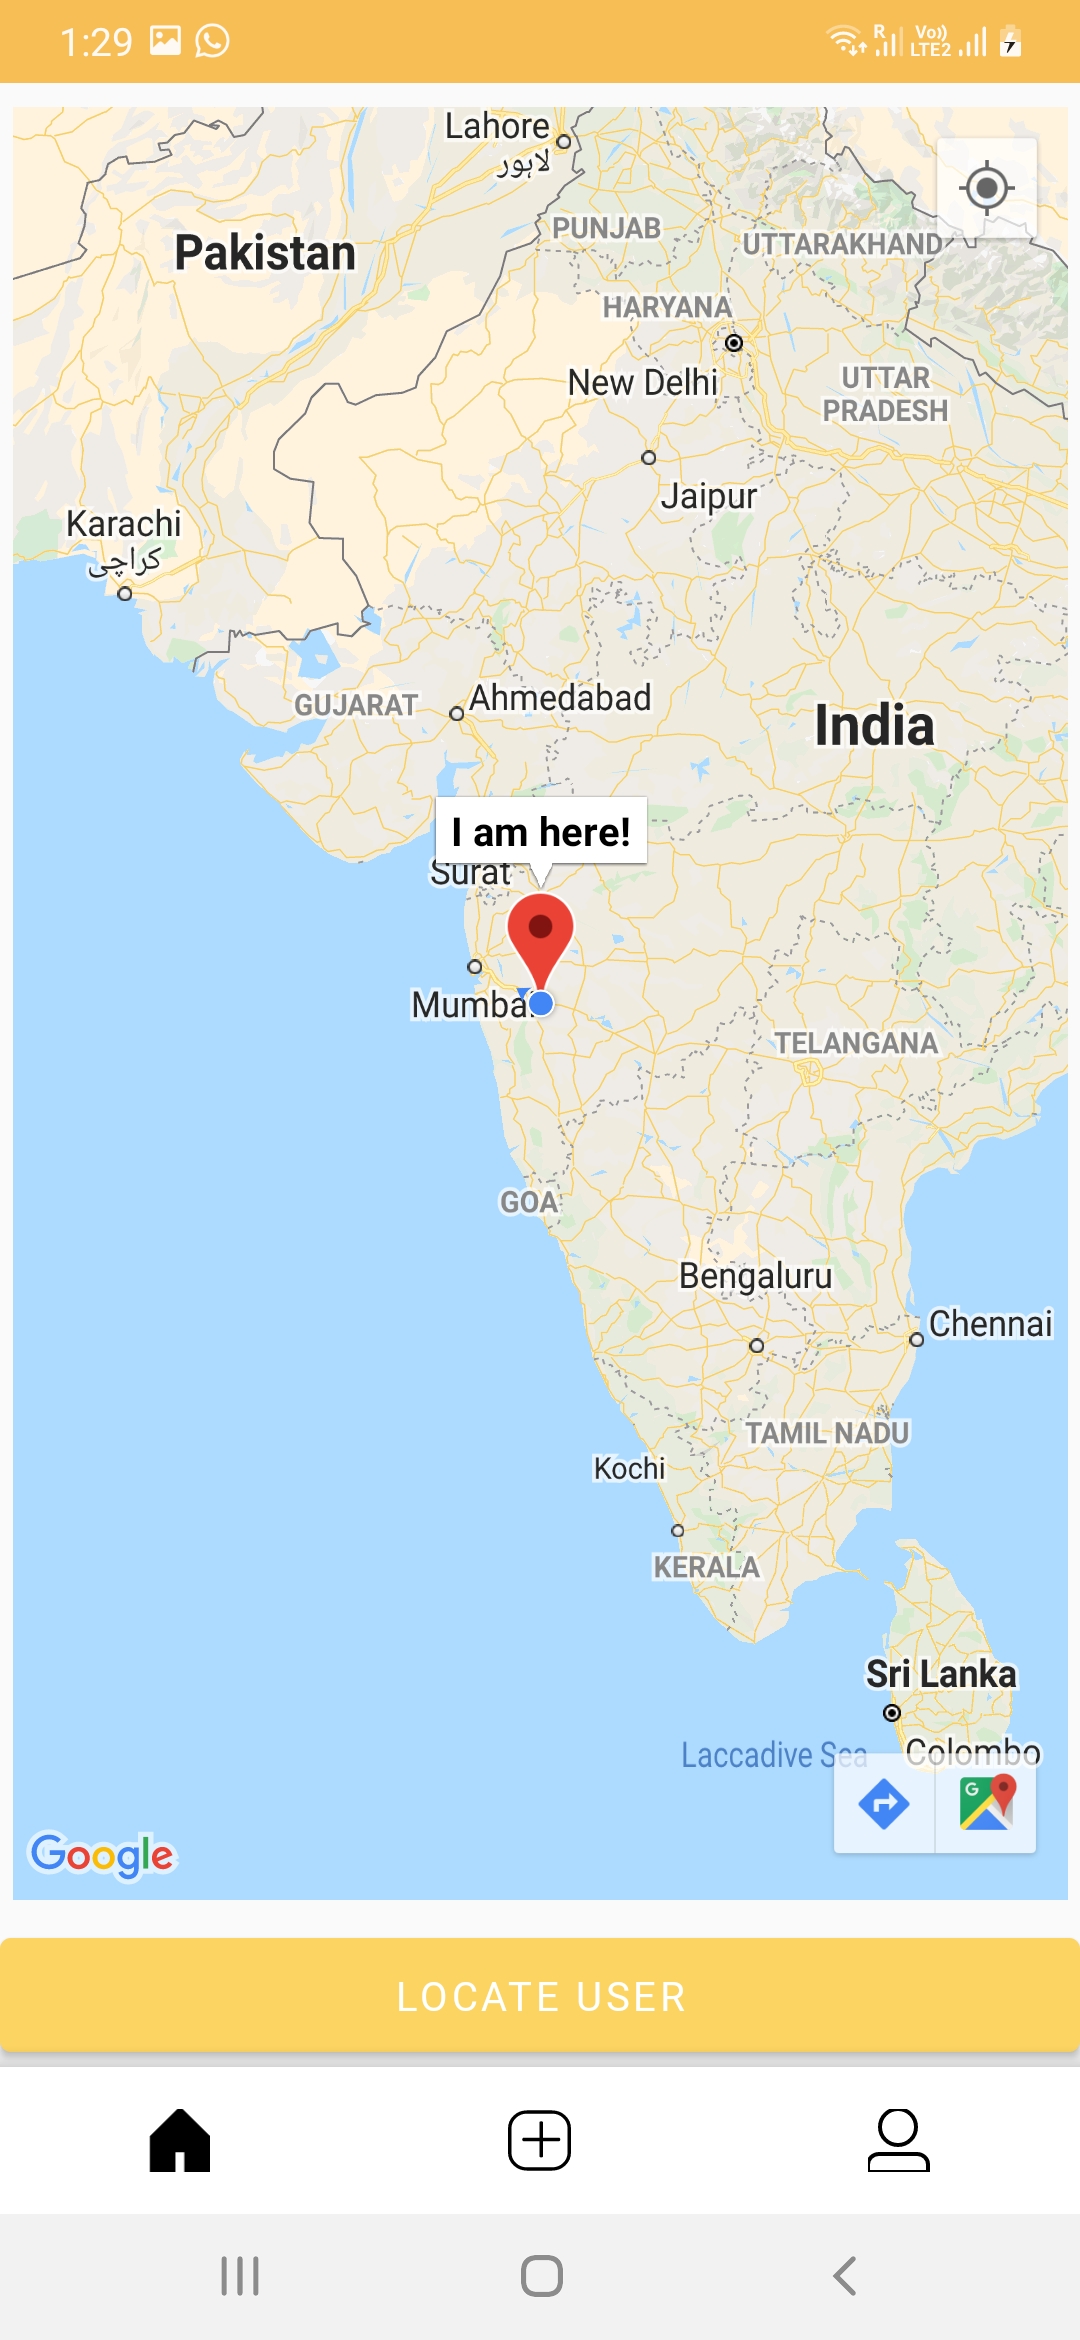 1:29
R
Vo))
LTE2
Lahore
لاہور
PUNJAB
UTTARAKHAND
Pakistan
HARYANA
New Delhi
UTTAR
PRADESH
Jaipur
Karachi
کراچی
GUJARAT
Ahmedabad
India
I am here!
Surat
Mumbai
TELANGANA
GOA
Bengaluru
Chennai
TAMIL NADU
Kochi
KERALA
Sri Lanka
Laccadive Sea
Colombo
G
Google
LOCATE USER